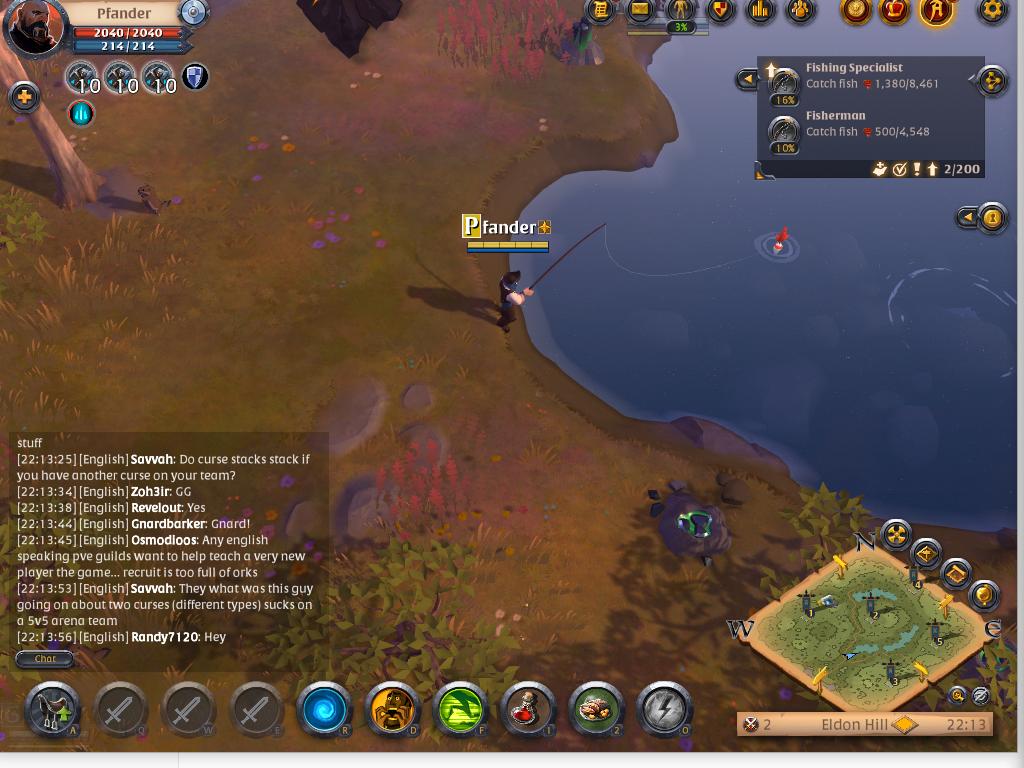 Pfander
2040/2040
214/214
10
10
10
3%
Fishing Specialist
Catch fish 1,380/8,461
16%
Fisherman
Catch fish 500/4,548
10%
2/200
Pfander
stuff
[22:13:25] [English] Savvah: Do curse stacks stack if
you have another curse on your team?
[22:13:34] [English] Zoh3ir: GG
[22:13:38] [English] Revelout: Yes
[22:13:44] [English] Gnardbarker: Gnard!
[22:13:45] [English] Osmodloos: Any english
speaking pve guilds want to help teach a very new
player the game... recruit is too full of orks
[22:13:53] [English] Savvah: They what was this guy
going on about two curses (different types) sucks on
a 5v5 arena team
[22:13:56] [English] Randy7120: Hey
Chat
A
Q
W
E
R
D
F
1
2
O
N
W
E
1
2
3
4
5
2
Eldon Hill
22:13